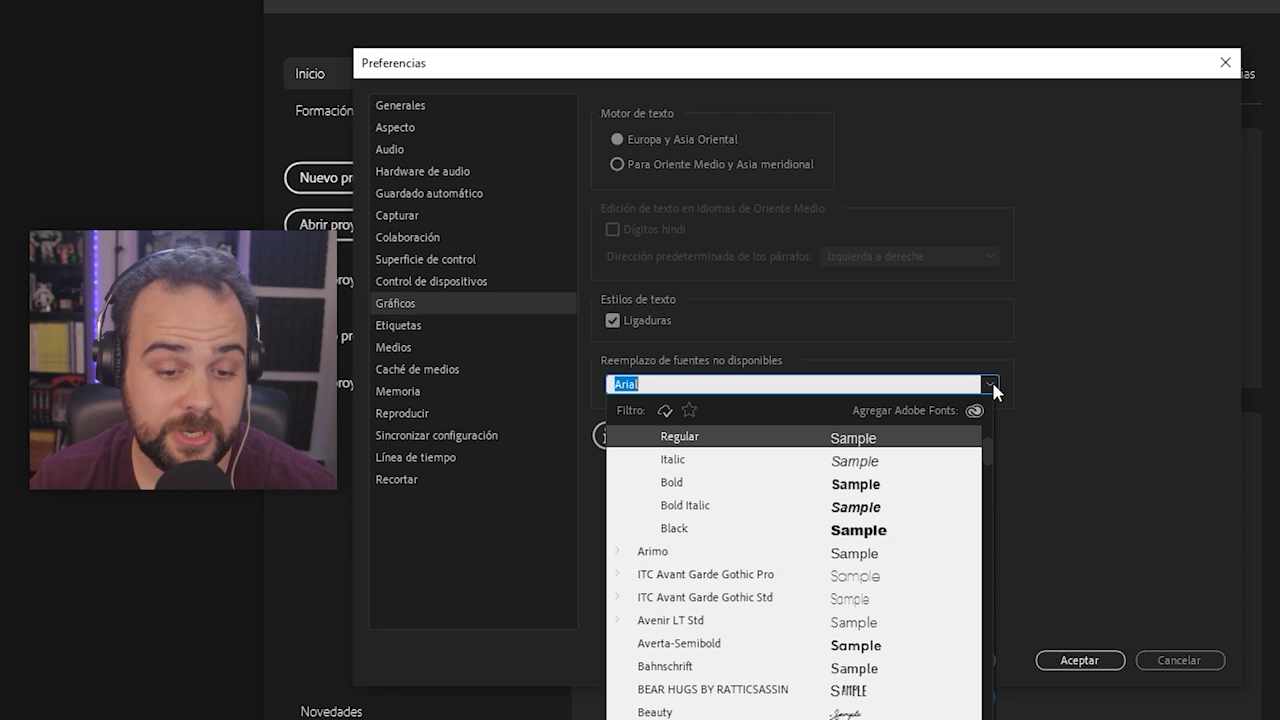 Preferencias
Inicio
Formación
Nuevo pr
Abrir proy
Novedades
Generales
Aspecto
Audio
Hardware de audio
Guardado automático
Capturar
Colaboración
Superficie de control
Control de dispositivos
Gráficos
Etiquetas
Medios
Caché de medios
Memoria
Reproducir
Sincronizar configuración
Línea de tiempo
Recortar
Motor de texto
Europa y Asia Oriental
Para Oriente Medio y Asia meridional
Edición de texto en idiomas de Oriente Medio
Dígitos hindi
Dirección predeterminada de los párrafos: Izquierda a derecha
Estilos de texto
Ligaduras
Reemplazo de fuentes no disponibles
Arial
Filtro: Agregar Adobe Fonts:
Regular Sample
Italic Sample
Bold Sample
Bold Italic Sample
Black Sample
Arimo Sample
ITC Avant Garde Gothic Pro Sample
ITC Avant Garde Gothic Std Sample
Avenir LT Std Sample
Averta-Semibold Sample
Bahnschrift Sample
BEAR HUGS BY RATTICSASSIN SAMPLE
Beauty Sample
Aceptar Cancelar